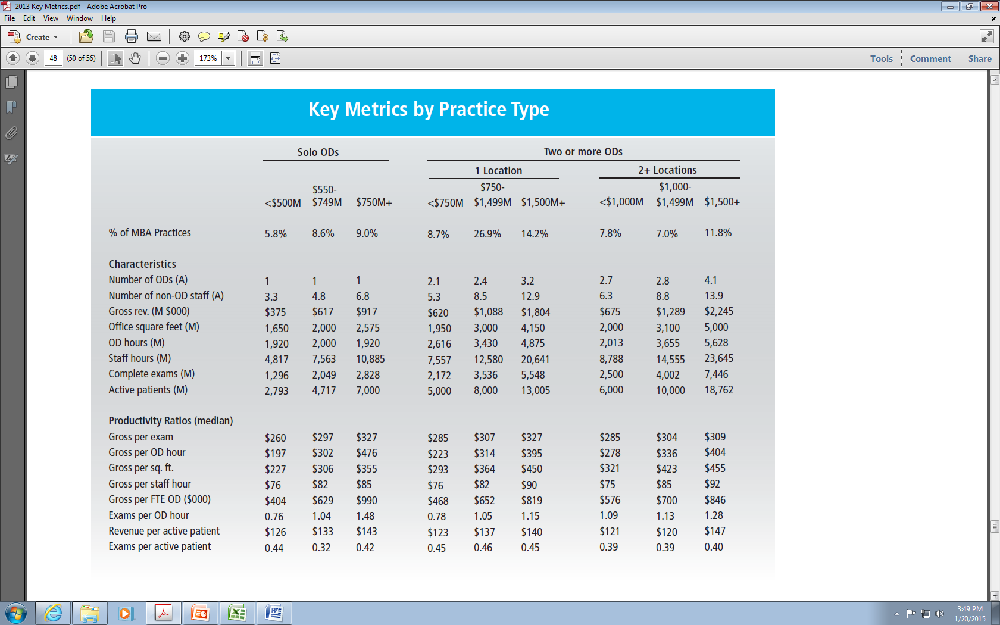 2013 Key Metrics.pdf - Adobe Acrobat Pro
File Edit View Window Help
Create
48 (50 of 56) 173% Tools Comment Share
Key Metrics by Practice Type
Solo ODs Two or more ODs
1 Location 2+ Locations
$550- $750- $1,000-
<$500M $749M $750M+ <$750M $1,499M $1,500M+ <$1,000M $1,499M $1,500+
% of MBA Practices 5.8% 8.6% 9.0% 8.7% 26.9% 14.2% 7.8% 7.0% 11.8%
Characteristics
Number of ODs (A) 1 1 1 2.1 2.4 3.2 2.7 2.8 4.1
Number of non-OD staff (A) 3.3 4.8 6.8 5.3 8.5 12.9 6.3 8.8 13.9
Gross rev. (M $000) $375 $617 $917 $620 $1,088 $1,804 $675 $1,289 $2,245
Office square feet (M) 1,650 2,000 2,575 1,950 3,000 4,150 2,000 3,100 5,000
OD hours (M) 1,920 2,000 1,920 2,616 3,430 4,875 2,013 3,655 5,628
Staff hours (M) 4,817 7,563 10,885 7,557 12,580 20,641 8,788 14,555 23,645
Complete exams (M) 1,296 2,049 2,828 2,172 3,536 5,548 2,500 4,002 7,446
Active patients (M) 2,793 4,717 7,000 5,000 8,000 13,005 6,000 10,000 18,762
Productivity Ratios (median)
Gross per exam $260 $297 $327 $285 $307 $327 $285 $304 $309
Gross per OD hour $197 $302 $476 $223 $314 $395 $278 $336 $404
Gross per sq. ft. $227 $306 $355 $293 $364 $450 $321 $423 $455
Gross per staff hour $76 $82 $85 $76 $82 $90 $75 $85 $92
Gross per FTE OD ($000) $404 $629 $990 $468 $652 $819 $576 $700 $846
Exams per OD hour 0.76 1.04 1.48 0.78 1.05 1.15 1.09 1.13 1.28
Revenue per active patient $126 $133 $143 $123 $137 $140 $121 $120 $147
Exams per active patient 0.44 0.32 0.42 0.45 0.46 0.45 0.39 0.39 0.40
3:49 PM
1/20/2015